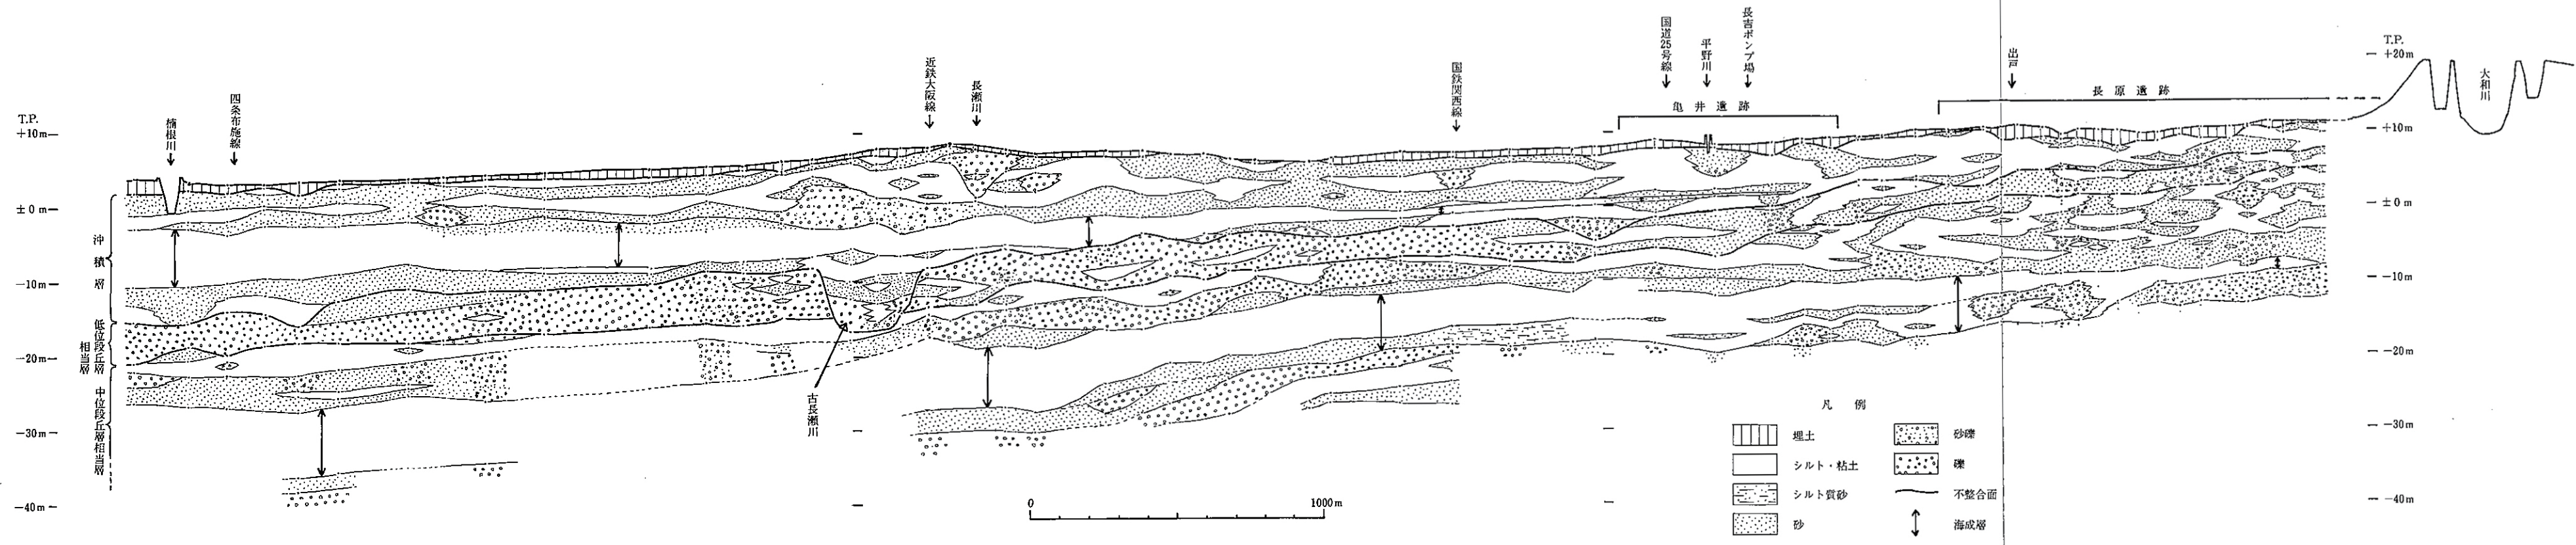 T.P.
+10m
±0m
-10m
-20m
-30m
-40m
沖積層
低位段丘層相当層
中位段丘層相当層
楠根川
四条布施線
近鉄大阪線
長瀬川
国鉄関西線
国道25号線
平野川
長吉ポンプ場
亀井遺跡
出戸
長原遺跡
大和川
古長瀬川
T.P.
+20m
+10m
±0m
-10m
-20m
-30m
-40m
0 1000m
凡例
埋土
シルト・粘土
シルト質砂
砂
砂礫
礫
不整合面
海成層